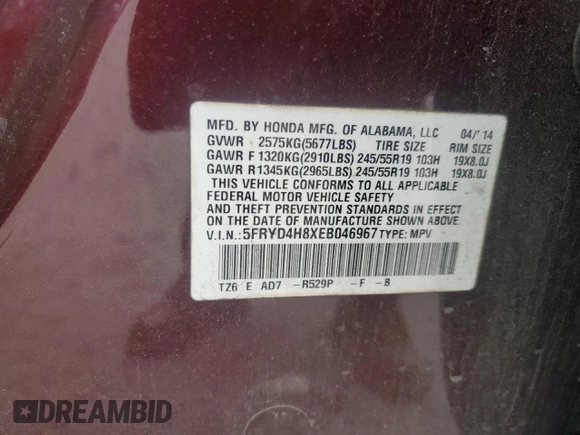 MFD. BY HONDA MFG. OF ALABAMA, LLC 04/'14
GVWR 2575KG(5677LBS) TIRE SIZE RIM SIZE
GAWR F 1320KG(2910LBS) 245/55R19 103H 19X8.0J
GAWR R1345KG(2965LBS) 245/55R19 103H 19X8.0J
THIS VEHICLE CONFORMS TO ALL APPLICABLE
FEDERAL MOTOR VEHICLE SAFETY, BUMPER,
AND THEFT PREVENTION STANDARDS IN EFFECT
ON THE DATE OF MANUFACTURE SHOWN ABOVE.
V.I.N.:5FRYD4H8XEB046967 TYPE: MPV
TZ6 E AD7 -R529P -F -B
DREAMBID